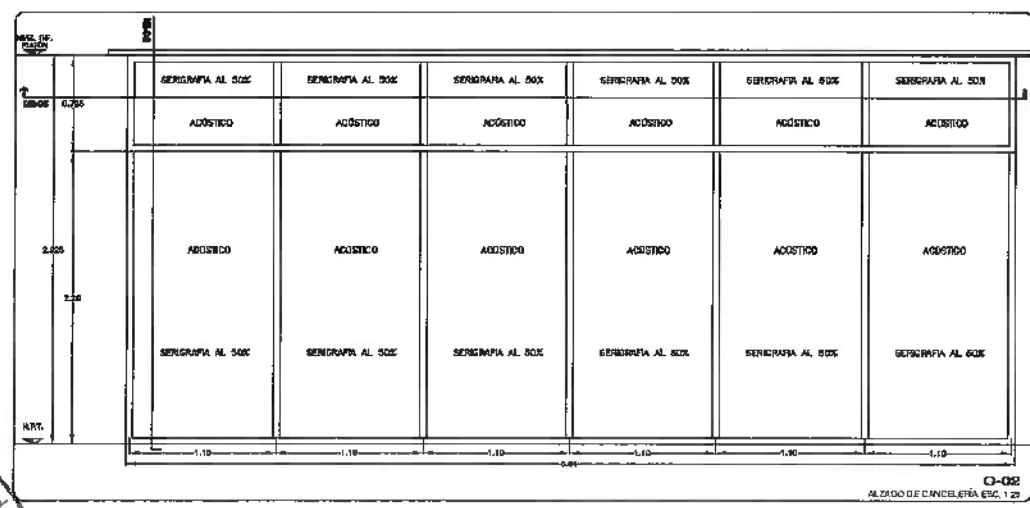 NIVEL DE
PLAFÓN
SERIGRAFIA AL 50% SERIGRAFIA AL 50% SERIGRAFIA AL 50% SERIGRAFIA AL 50% SERIGRAFIA AL 50% SERIGRAFIA AL 50%
ACÚSTICO ACÚSTICO ACÚSTICO ACÚSTICO ACÚSTICO ACÚSTICO
ACÚSTICO ACÚSTICO ACÚSTICO ACÚSTICO ACÚSTICO ACÚSTICO
SERIGRAFIA AL 50% SERIGRAFIA AL 50% SERIGRAFIA AL 50% SERIGRAFIA AL 50% SERIGRAFIA AL 50% SERIGRAFIA AL 50%
N.P.T.
1.10 1.10 1.10 1.10 1.10 1.10
C-02
ALZADO DE CANCELERÍA ESC. 1:25